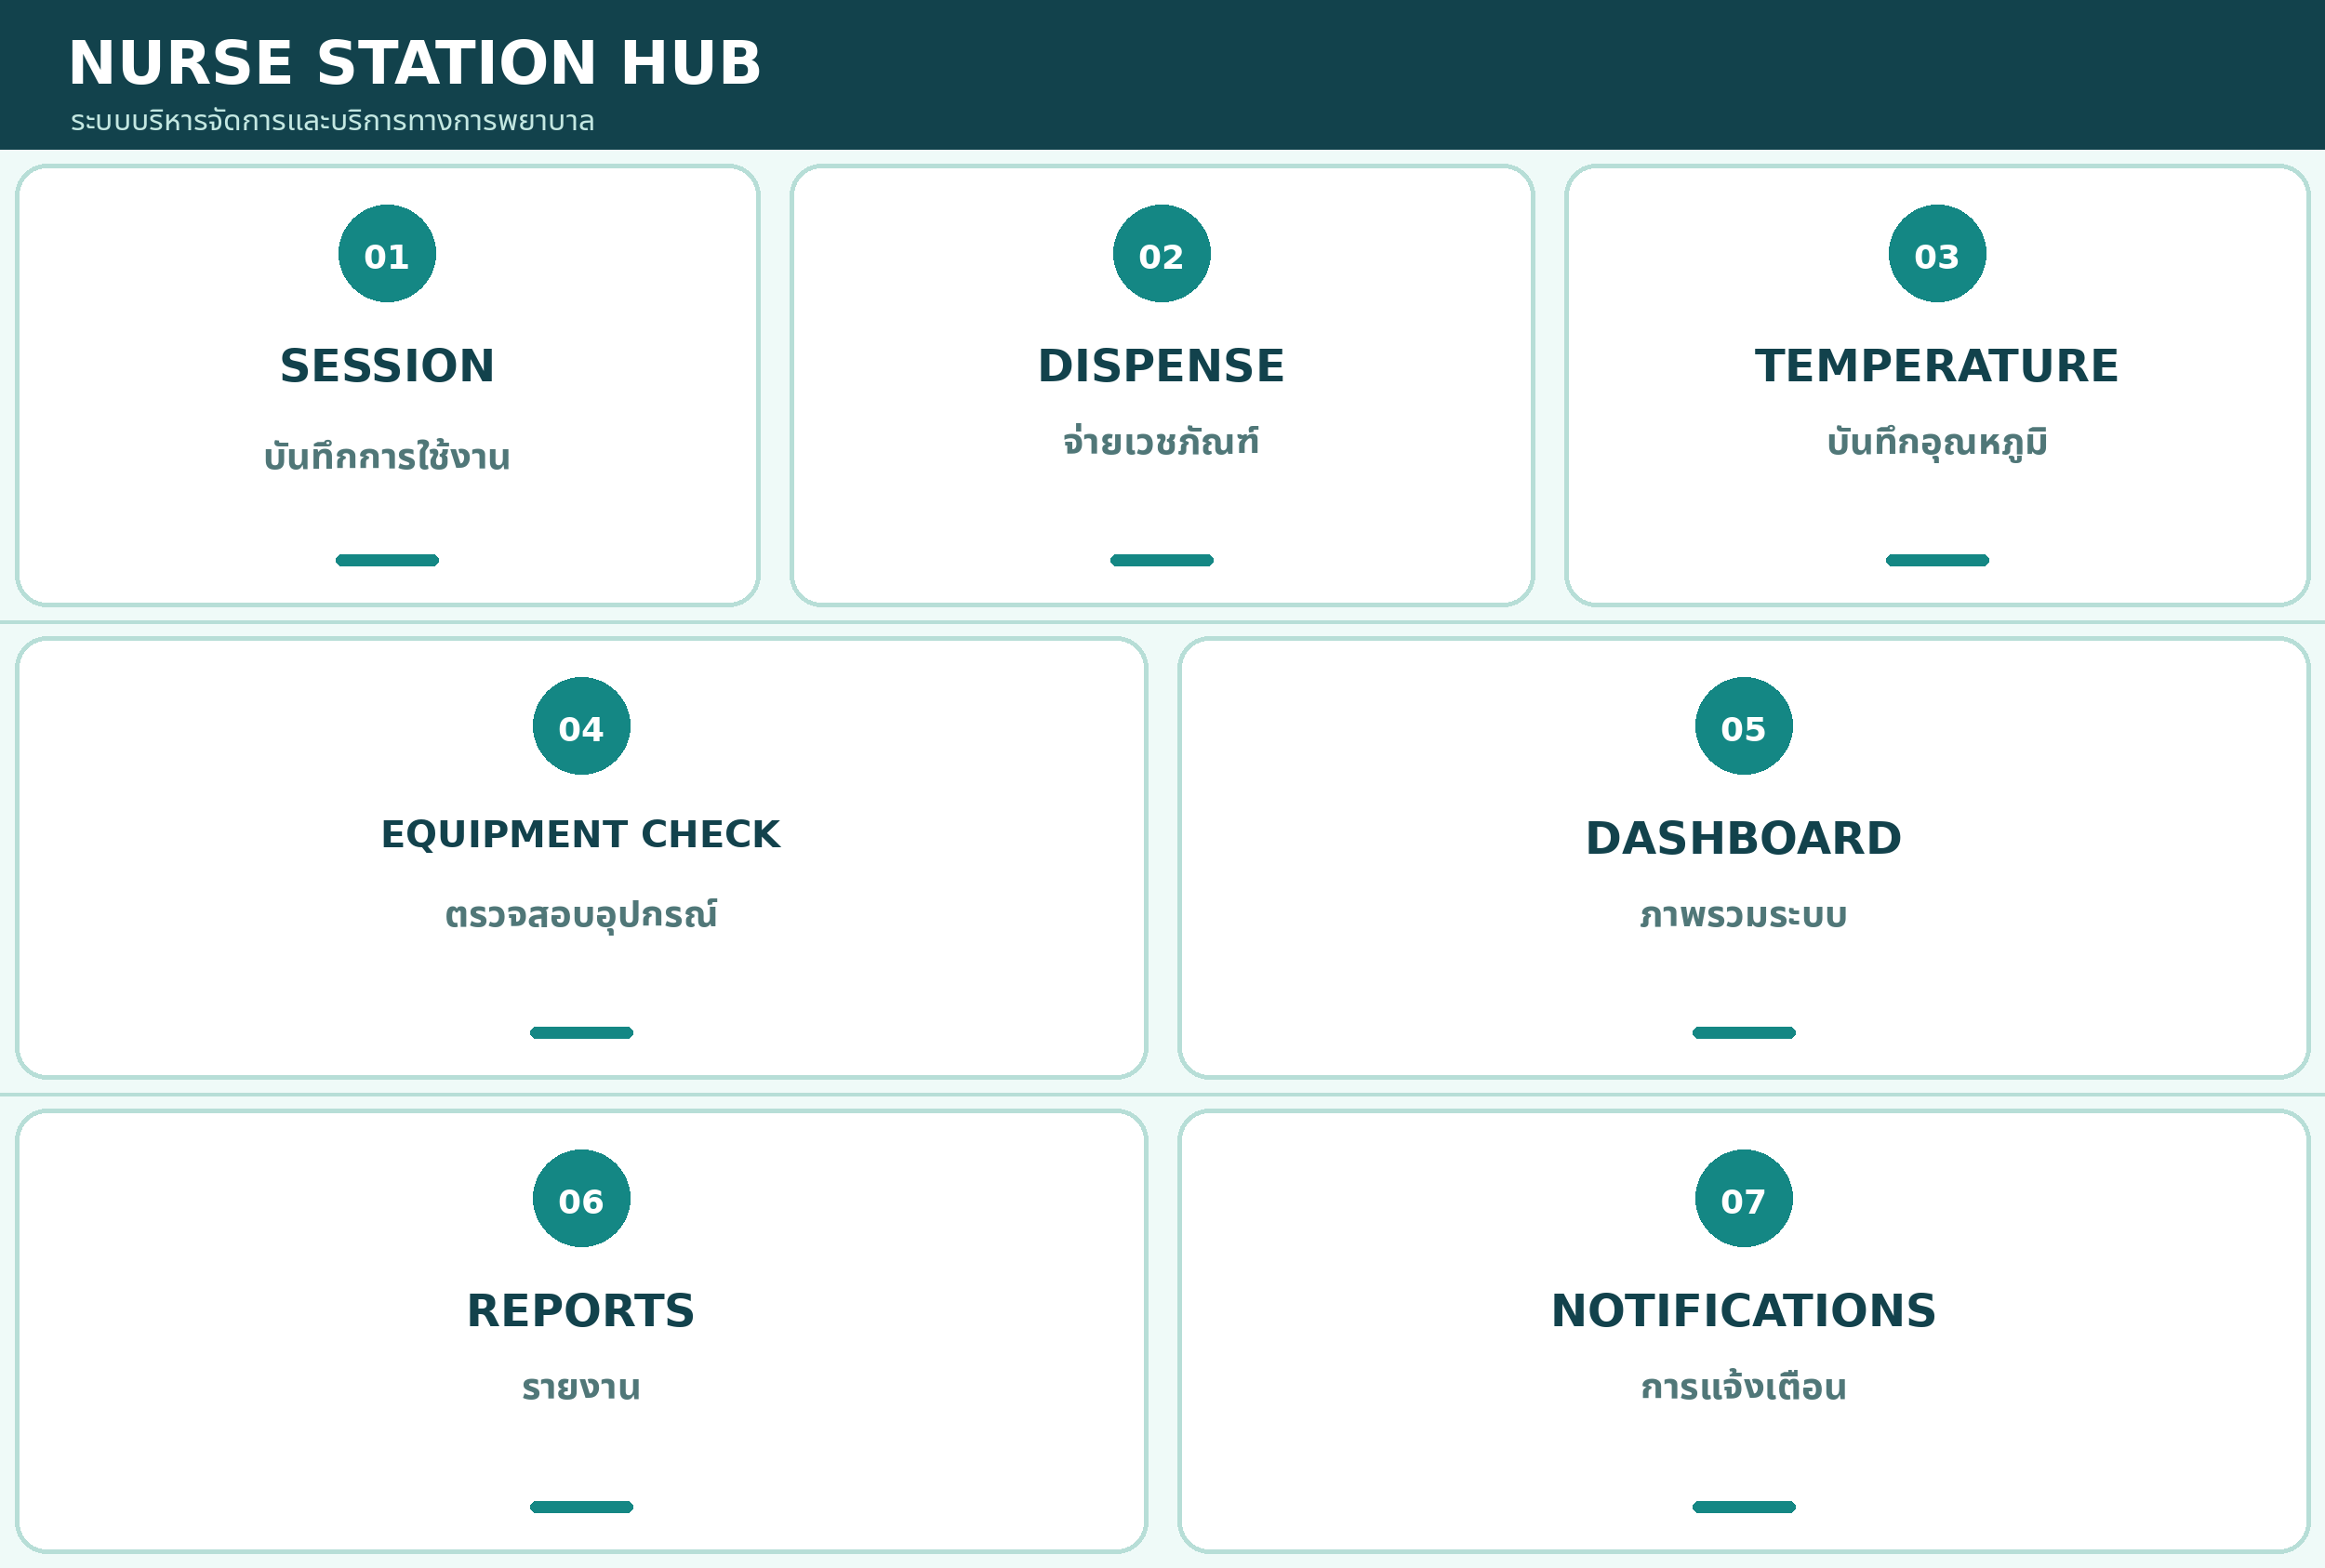 NURSE STATION HUB
ระบบบริหารจัดการและบริการทางการพยาบาล
01
SESSION
บันทึกการใช้งาน
02
DISPENSE
จ่ายเวชภัณฑ์
03
TEMPERATURE
บันทึกอุณหภูมิ
04
EQUIPMENT CHECK
ตรวจสอบอุปกรณ์
05
DASHBOARD
ภาพรวมระบบ
06
REPORTS
รายงาน
07
NOTIFICATIONS
การแจ้งเตือน